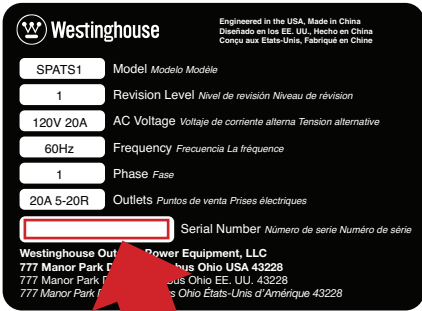 Westinghouse
Engineered in the USA, Made in China
Diseñado en los EE. UU., Hecho en China
Conçu aux Etats-Unis, Fabriqué en Chine
SPATS1 Model Modelo Modèle
1 Revision Level Nivel de revisión Niveau de révision
120V 20A AC Voltage Voltaje de corriente alterna Tension alternative
60Hz Frequency Frecuencia La fréquence
1 Phase Fase
20A 5-20R Outlets Puntos de venta Prises électriques
Serial Number Número de serie Numéro de série
Westinghouse Power Equipment, LLC
777 Manor Park Ohio USA 43228
777 Manor Park Ohio EE. UU. 43228
777 Manor Park Ohio États-Unis d'Amérique 43228